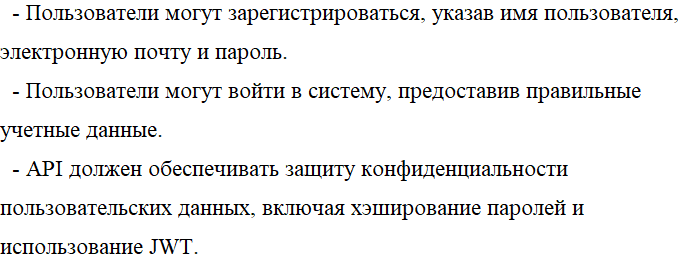 - Пользователи могут зарегистрироваться, указав имя пользователя,
электронную почту и пароль.
- Пользователи могут войти в систему, предоставив правильные
учетные данные.
- API должен обеспечивать защиту конфиденциальности
пользовательских данных, включая хэширование паролей и
использование JWT.